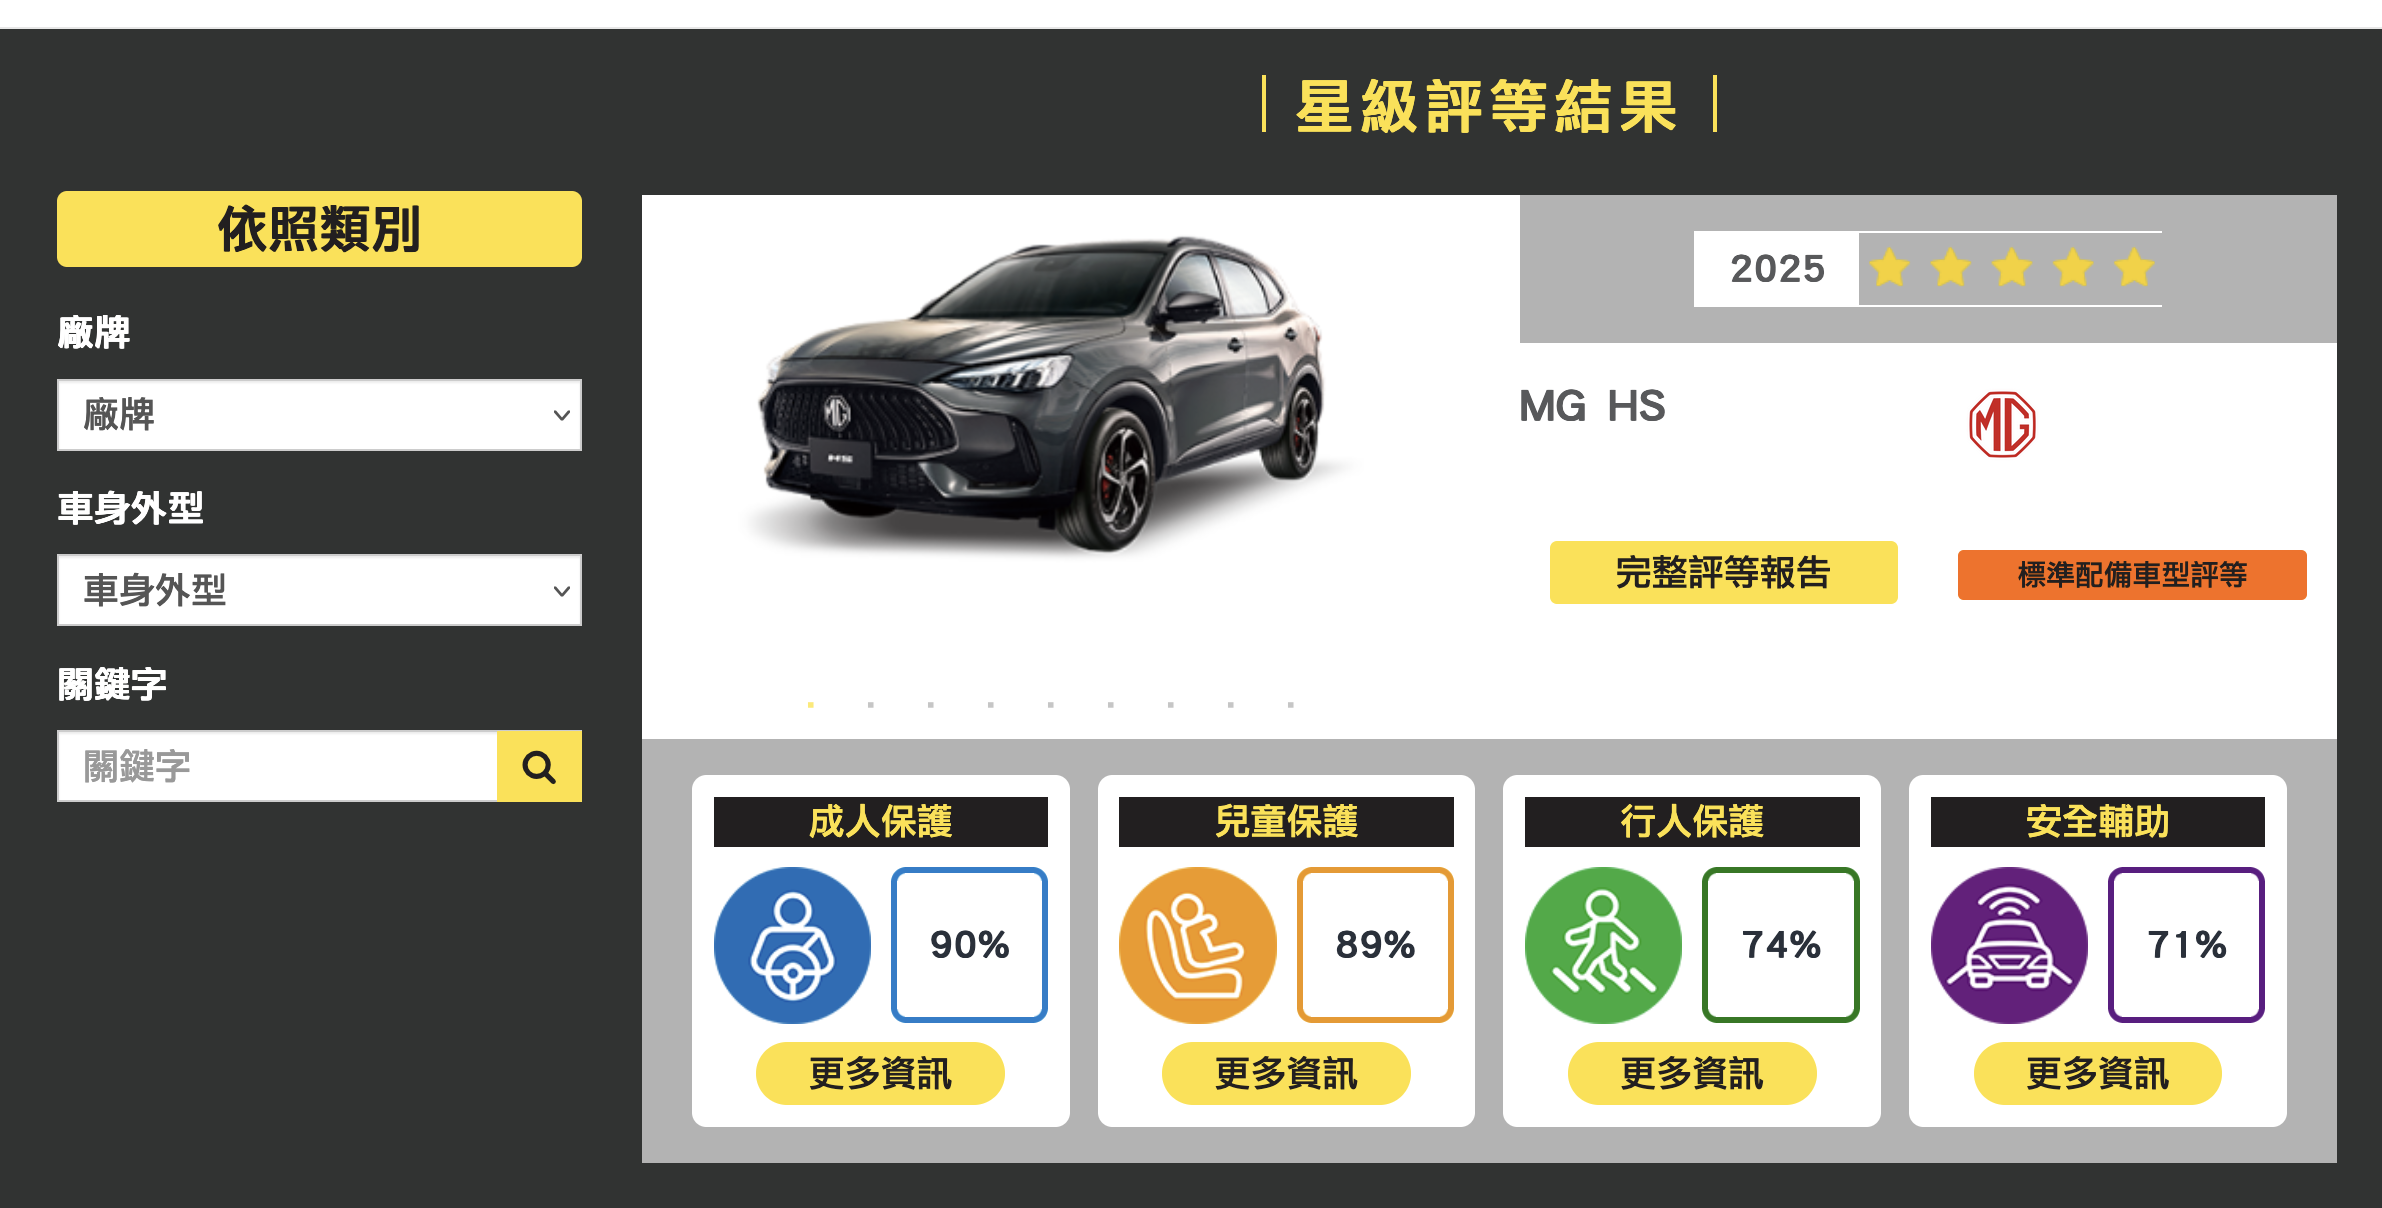 星級評等結果
依照類別
廠牌
廠牌
車身外型
車身外型
關鍵字
關鍵字
2025
MG HS
MG
完整評等報告
標準配備車型評等
MG
HS
成人保護
90%
更多資訊
兒童保護
89%
更多資訊
行人保護
74%
更多資訊
安全輔助
71%
更多資訊